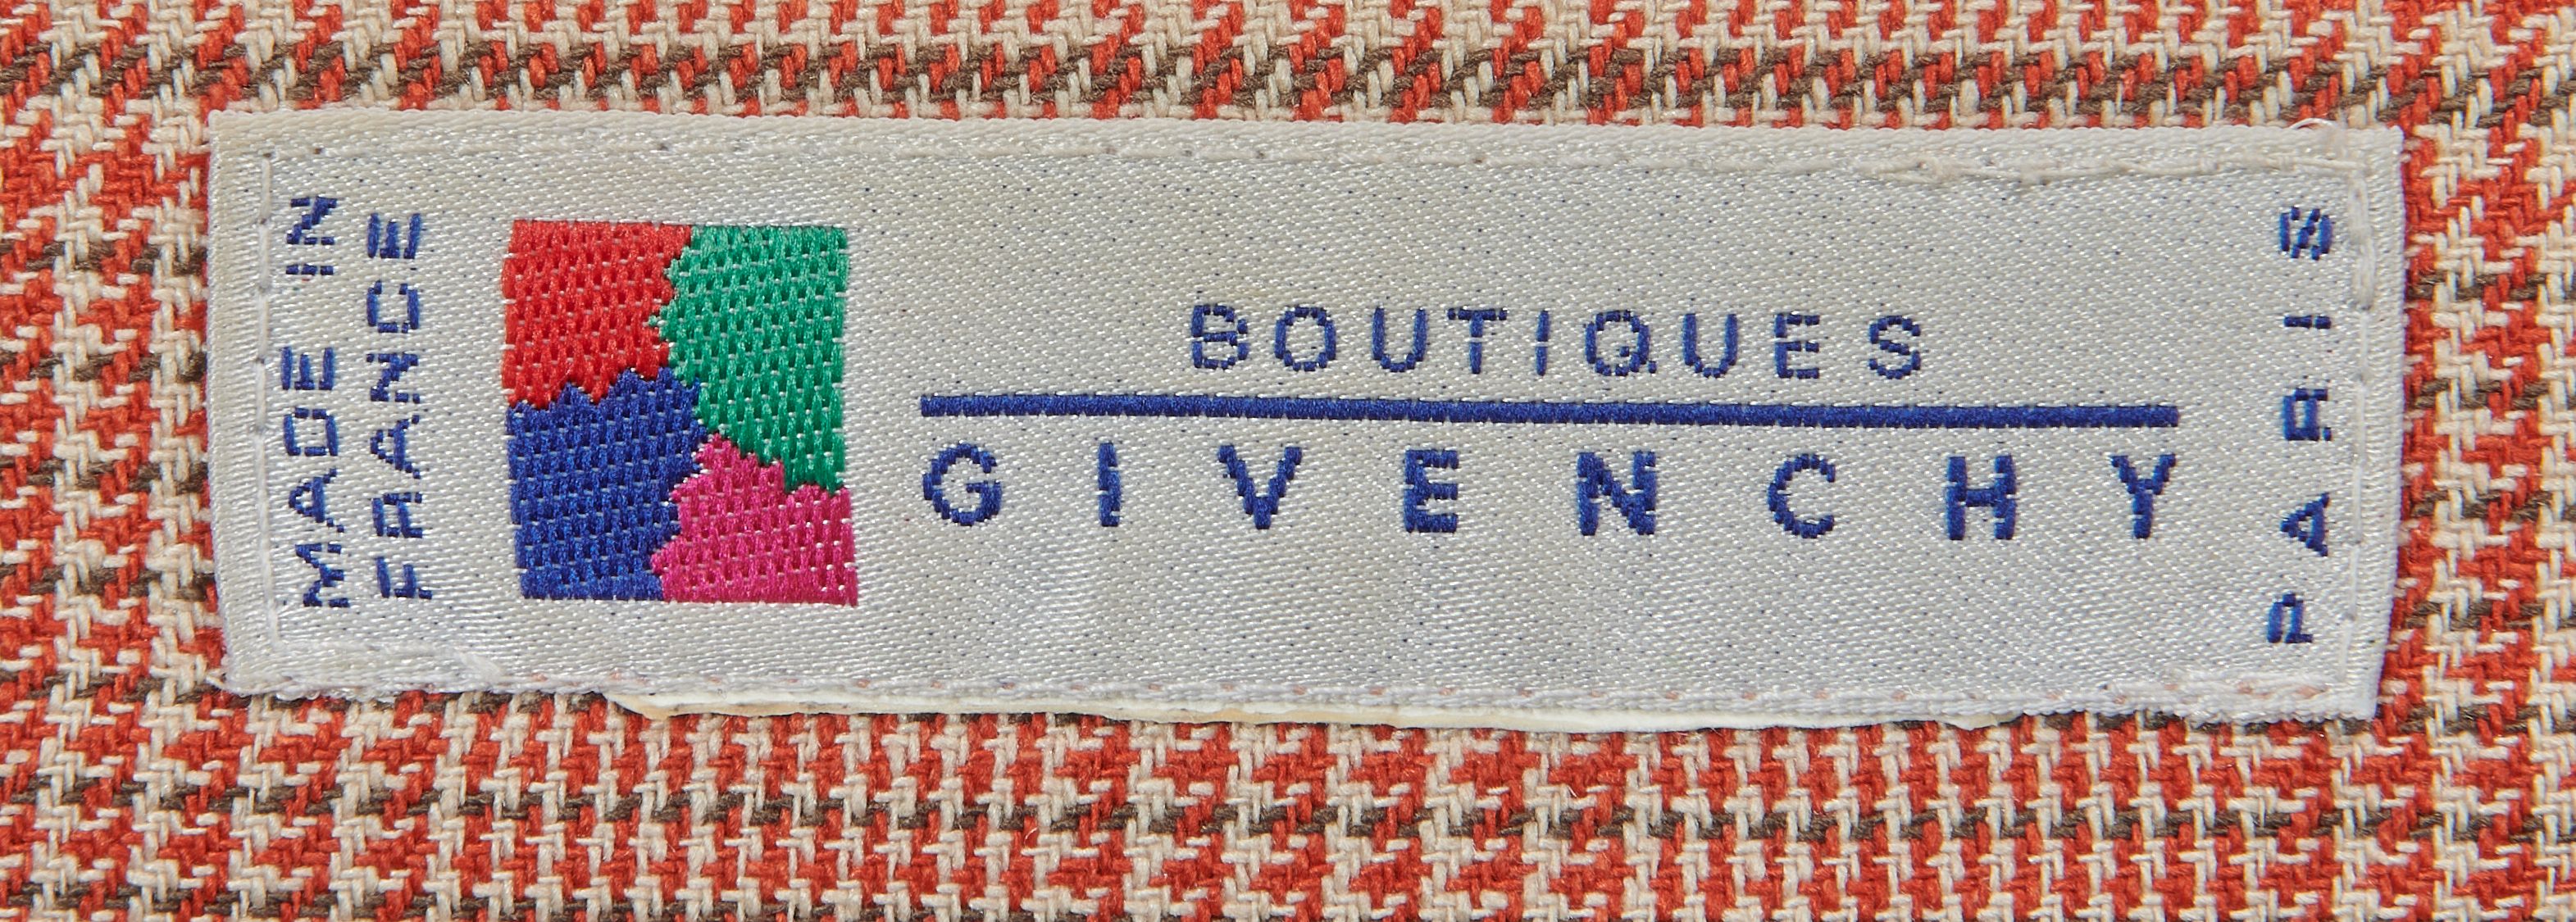 MADE IN
FRANCE
BOUTIQUES
GIVENCHY
PARIS